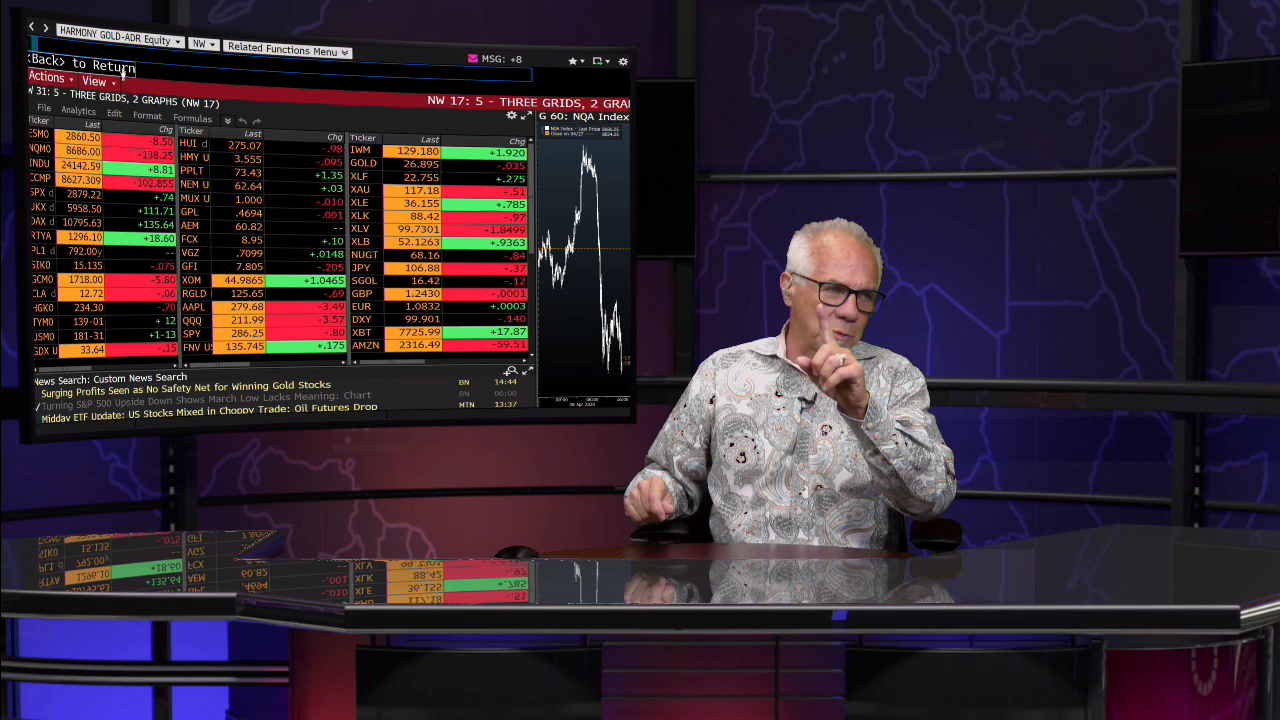 HARMONY GOLD-ADR Equity NW Related Functions Menu
MSG: +8
<Back> to Return
Actions View
W 31: 5 - THREE GRIDS, 2 GRAPHS (NW 17)
NW 17: 5 - THREE GRIDS, 2 GRA
File Analytics Edit Format Formulas
G 60: NQA Index
Ticker Last Chg
ESMO 2860.50 -8.50
NQMO 8686.00 -138.25
INDU 24142.59 +8.81
CCMP 8627.309 -102.855
SPX d 2879.22 +.74
UKX d 5958.50 +111.71
DAX d 10795.63 +135.64
RTYA 1296.10 +18.60
PL1 d 792.00y --
SIKO 15.135 -.075
GCMO 1718.00 -5.80
CLA d 12.72 -.06
HGKO 234.30 -.70
TYMO 139-01 + 12
USMO 181-31 +1-13
GDX U 33.64 -.15
Ticker Last Chg
HUI d 275.07 -.98
HMY U 3.555 -.095
PPLT 73.43 +1.35
NEM U 62.64 +.03
MUX U 1.000 -.010
GPL .4694 -.001
AEM 60.82 --
FCX 8.95 +.10
VGZ .7099 +.0148
GFI 7.805 -.205
XOM 44.9865 +1.0465
RGLD 125.65 -.69
AAPL 279.68 -3.49
QQQ 211.99 -3.57
SPY 286.25 -.80
FNV U 135.745 +.175
Ticker Last Chg
IWM 129.180 +1.920
GOLD 26.895 -.035
XLF 22.755 +.275
XAU 117.18 -.51
XLE 36.155 +.785
XLK 88.42 -.97
XLV 99.7301 -1.8499
XLB 52.1263 +.9363
NUGT 68.16 -.84
JPY 106.88 -.37
SGOL 16.42 -.12
GBP 1.2430 -.0001
EUR 1.0832 +.0003
DXY 99.901 -.140
XBT 7725.99 +17.87
AMZN 2316.49 -59.51
News Search: Custom News Search
Surging Profits Seen as No Safety Net for Winning Gold Stocks BN 14:44
Turning S&P 500 Upside Down Shows March Low Lacks Meaning: Chart BN 06:00
Midday ETF Update: US Stocks Mixed in Choppy Trade: Oil Futures Drop MTN 13:37
28 Apr 2020